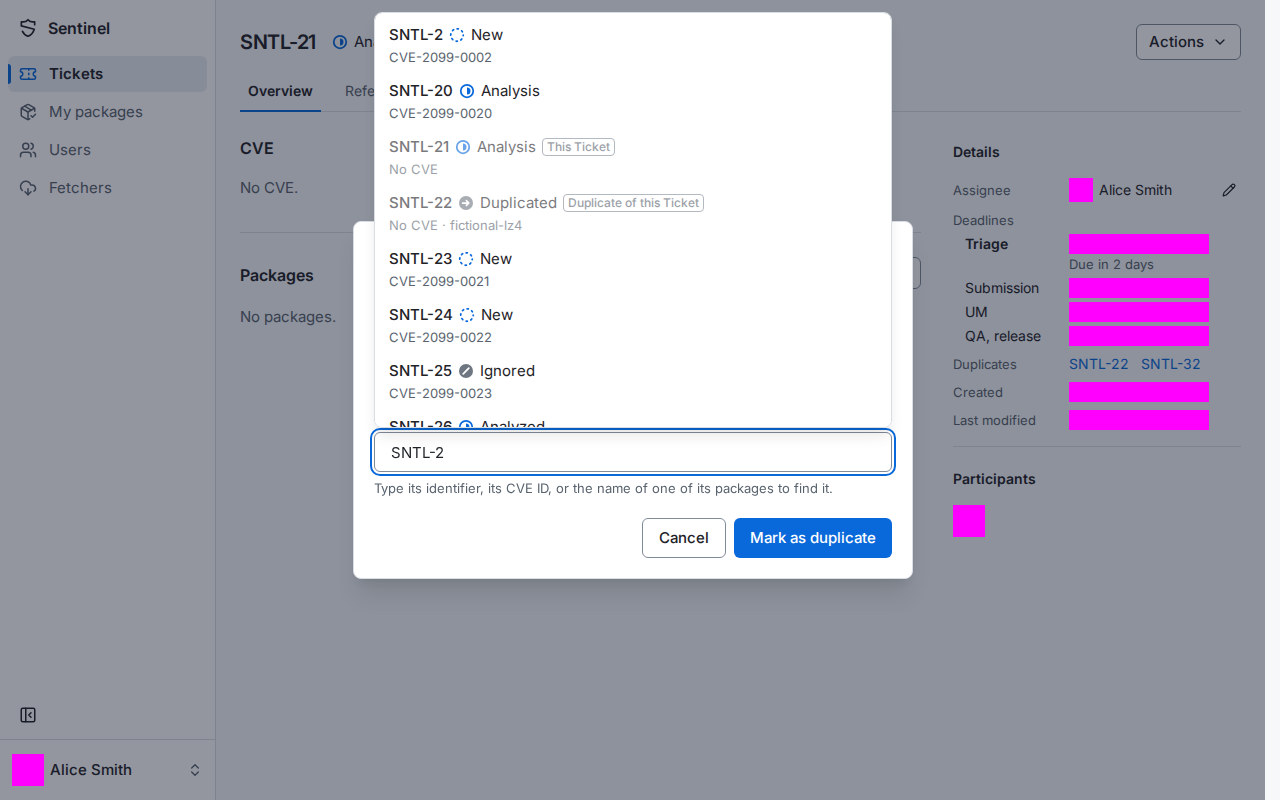 Sentinel
Tickets
My packages
Users
Fetchers
Alice Smith
SNTL-21
Actions
Overview
CVE
No CVE.
Packages
No packages.
SNTL-2 New
CVE-2099-0002
SNTL-20 Analysis
CVE-2099-0020
SNTL-21 Analysis This Ticket
No CVE
SNTL-22 Duplicated Duplicate of this Ticket
No CVE · fictional-lz4
SNTL-23 New
CVE-2099-0021
SNTL-24 New
CVE-2099-0022
SNTL-25 Ignored
CVE-2099-0023
SNTL-26 Analyzed
SNTL-2
Type its identifier, its CVE ID, or the name of one of its packages to find it.
Cancel Mark as duplicate
Details
Assignee Alice Smith
Deadlines
Triage
Due in 2 days
Submission
UM
QA, release
Duplicates SNTL-22 SNTL-32
Created
Last modified
Participants